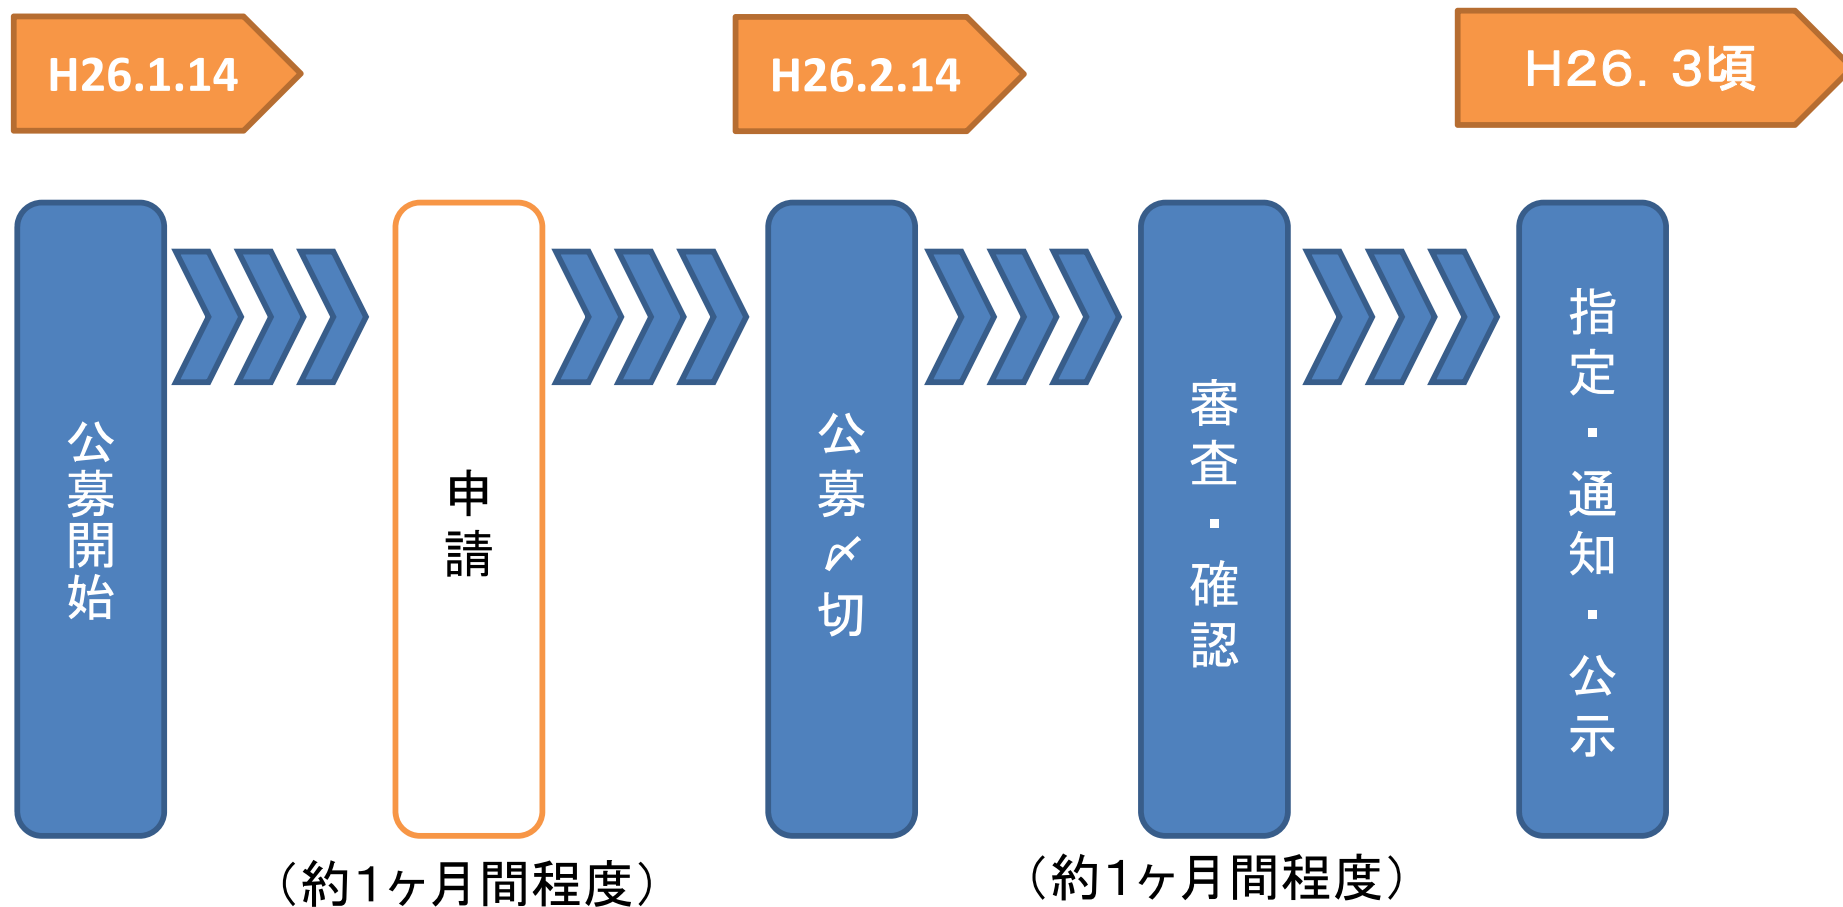 H26.1.14
H26.2.14
H26．3頃
公募開始
申請
公募〆切
審査・確認
指定・通知・公示
（約1ヶ月間程度）
（約1ヶ月間程度）